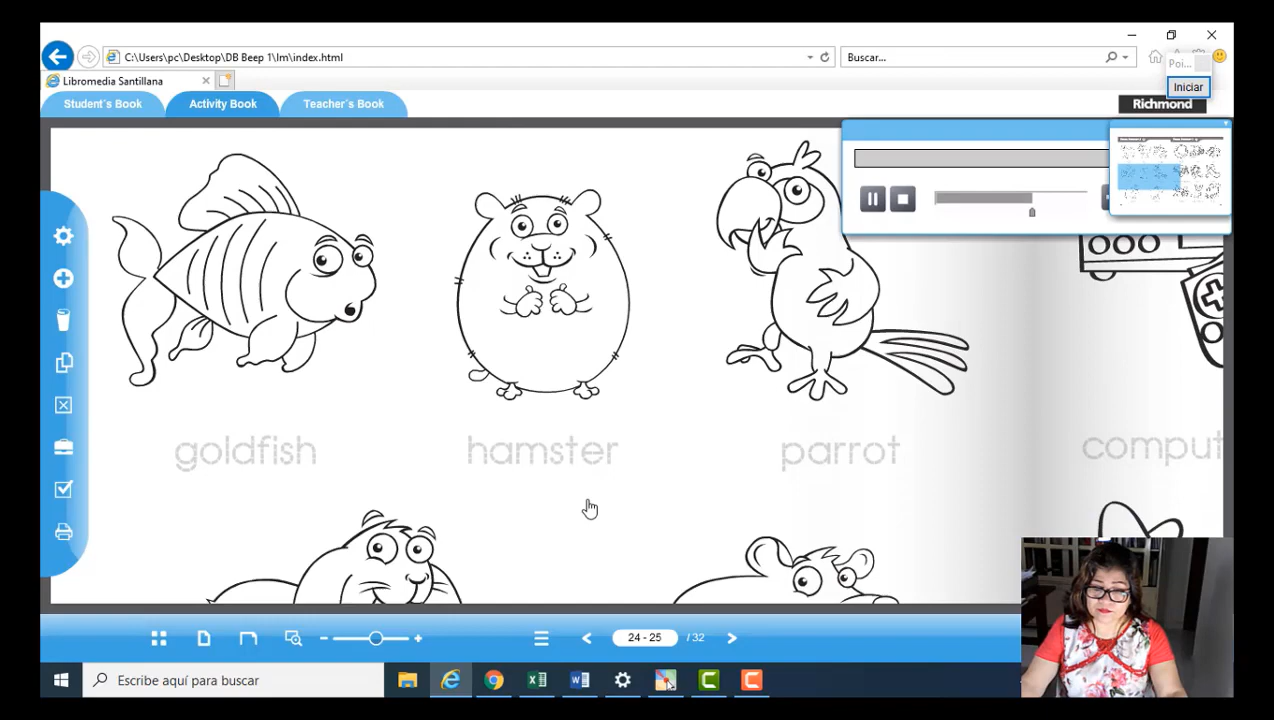 C:\Users\pc\Desktop\DB Beep 1\lm\index.html
Buscar...
Libromedia Santillana
Poi...
Iniciar
Student´s Book
Activity Book
Teacher´s Book
Richmond
goldfish
hamster
parrot
comput
24 - 25
/ 32
Escribe aquí para buscar